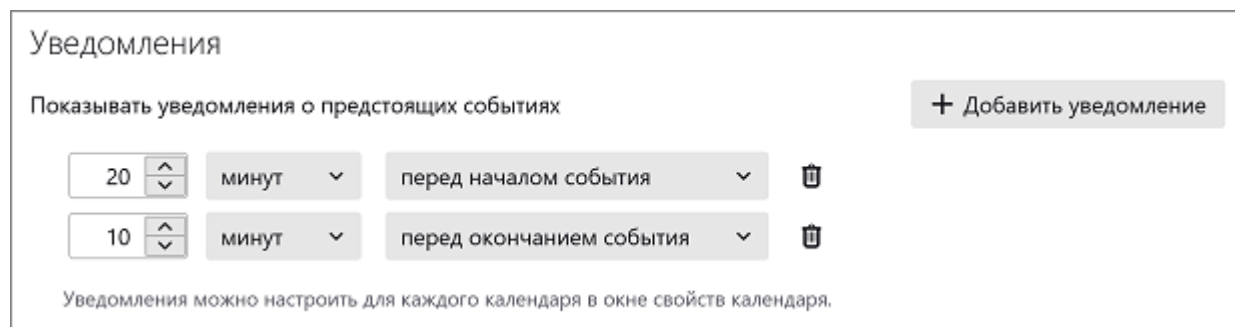 Уведомления
Показывать уведомления о предстоящих событиях
+ Добавить уведомление
20 минут перед началом события
10 минут перед окончанием события
Уведомления можно настроить для каждого календаря в окне свойств календаря.